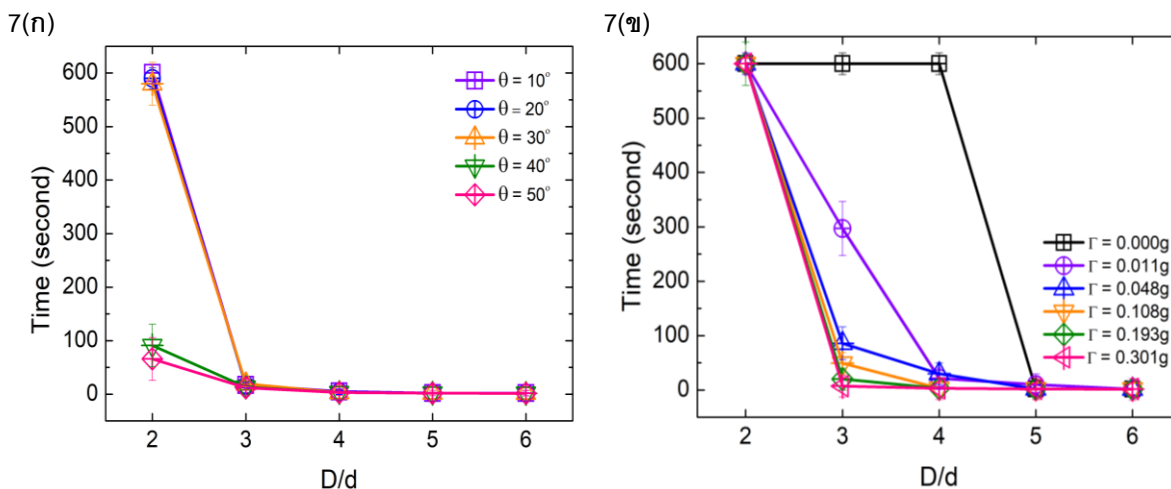 7(ก)
600
500
400
300
200
100
0
Time (second)
2 3 4 5 6
D/d
θ = 10°
θ = 20°
θ = 30°
θ = 40°
θ = 50°
7(ข)
600
500
400
300
200
100
0
Time (second)
2 3 4 5 6
D/d
Γ = 0.000g
Γ = 0.011g
Γ = 0.048g
Γ = 0.108g
Γ = 0.193g
Γ = 0.301g